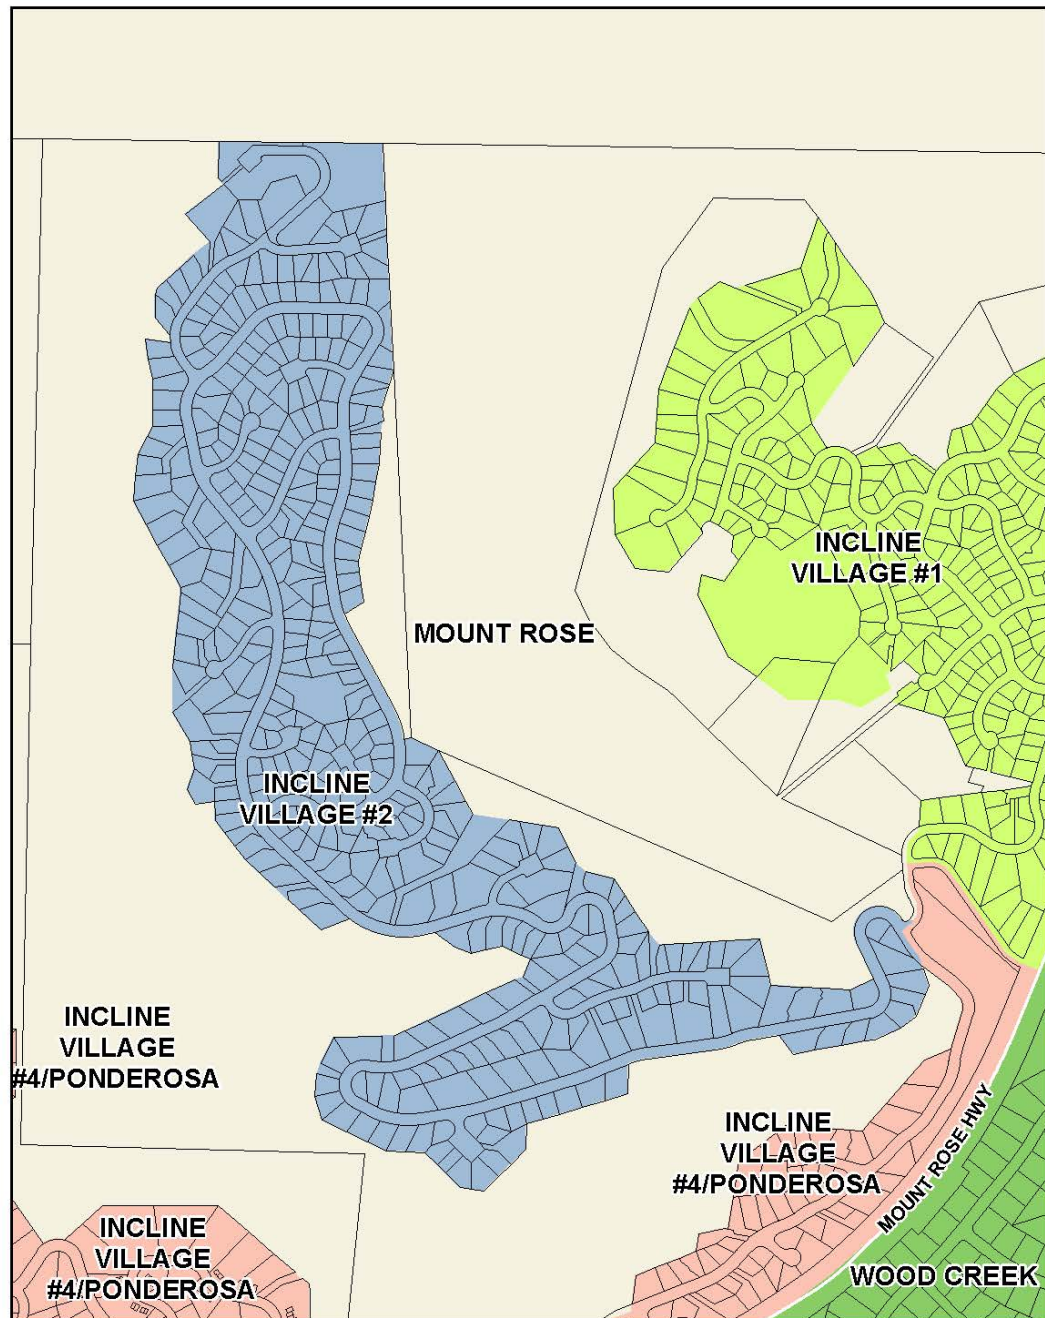 INCLINE
VILLAGE #1
MOUNT ROSE
INCLINE
VILLAGE #2
INCLINE
VILLAGE
#4/PONDEROSA
INCLINE
VILLAGE
#4/PONDEROSA
MOUNT ROSE HWY
INCLINE
VILLAGE
#4/PONDEROSA
WOOD CREEK